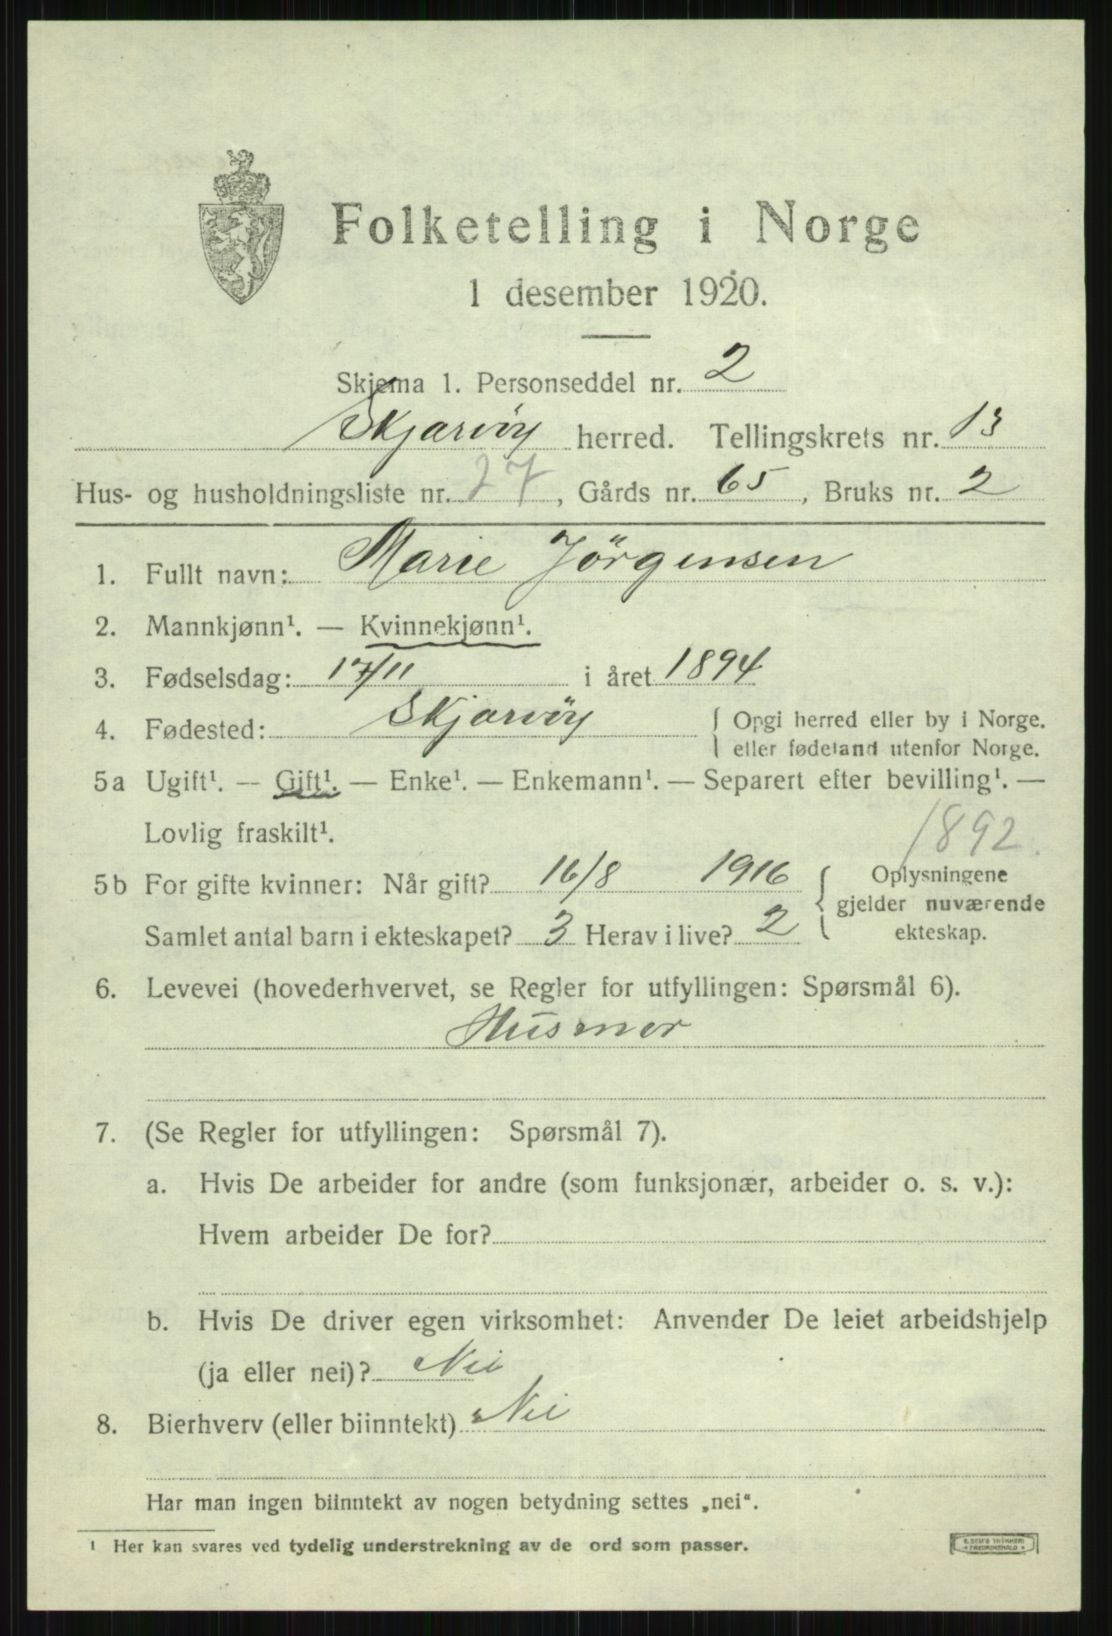 Folketelling i Norge
1 desember 1920.
Skjema 1. Personseddel nr. 2
Skjarvöy herred. Tellingskrets nr. 13
Hus- og husholdningsliste nr. 27, Gårds nr. 65, Bruks nr. 2
1. Fullt navn: Marie Jörgensen
2. Mannkjønn¹. — Kvinnekjønn¹.
3. Fødselsdag: 17/11 i året 1894
4. Fødested: Skjarvöy { Opgi herred eller by i Norge.
eller fødeland utenfor Norge.
5a Ugift¹. — Gift¹. — Enke¹. — Enkemann¹. — Separert efter bevilling¹. —
Lovlig fraskilt¹. 1892.
5b For gifte kvinner: Når gift? 16/8 1916 { Oplysningene
gjelder nuværende
Samlet antal barn i ekteskapet? 3 Herav i live? 2 ekteskap.
6. Levevei (hovederhvervet, se Regler for utfyllingen: Spørsmål 6).
Husmor
7. (Se Regler for utfyllingen: Spørsmål 7).
a. Hvis De arbeider for andre (som funksjonær, arbeider o. s. v.):
Hvem arbeider De for?
b. Hvis De driver egen virksomhet: Anvender De leiet arbeidshjelp
(ja eller nei)? Nei
8. Bierhverv (eller biinntekt) Nei
Har man ingen biinntekt av nogen betydning settes „nei“.
¹ Her kan svares ved tydelig understrekning av de ord som passer.